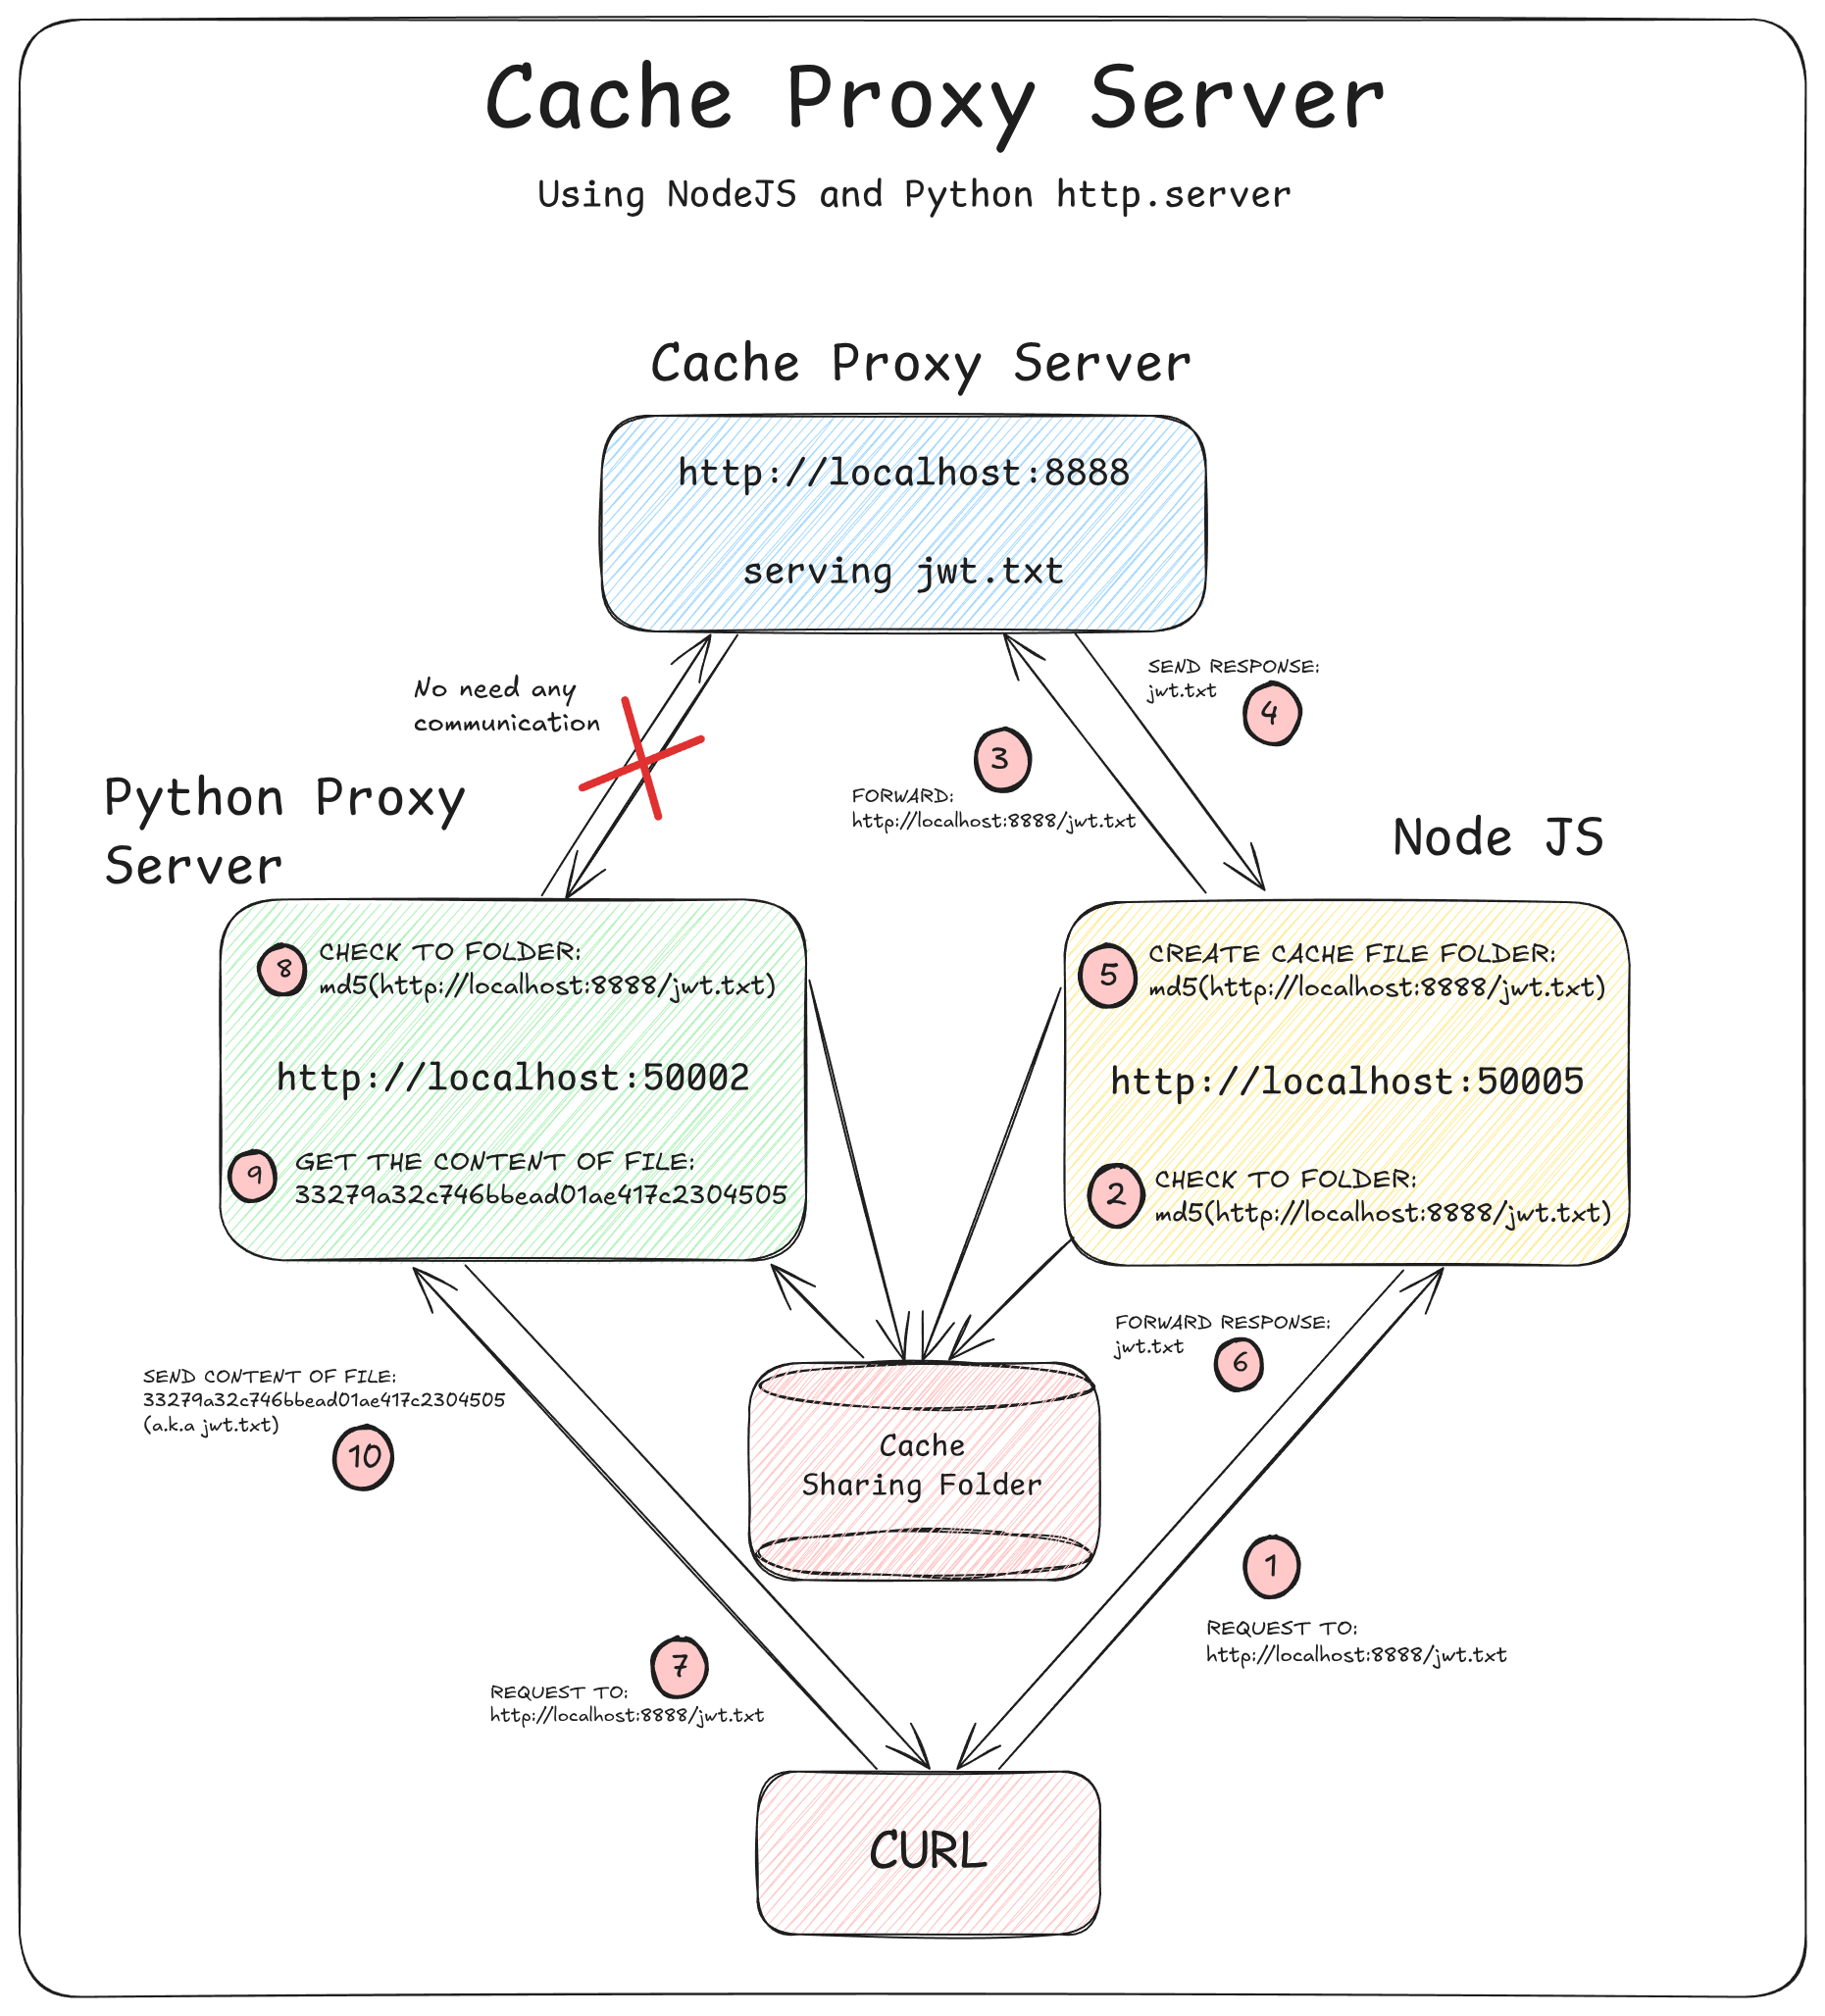 Cache Proxy Server
Using NodeJS and Python http.server
Cache Proxy Server
http://localhost:8888
serving jwt.txt
No need any
communication
SEND RESPONSE:
jwt.txt
4
3
FORWARD:
http://localhost:8888/jwt.txt
Python Proxy
Server
Node JS
8
CHECK TO FOLDER:
md5(http://localhost:8888/jwt.txt)
http://localhost:50002
9
GET THE CONTENT OF FILE:
33279a32c746bbead01ae417c2304505
5
CREATE CACHE FILE FOLDER:
md5(http://localhost:8888/jwt.txt)
http://localhost:50005
2
CHECK TO FOLDER:
md5(http://localhost:8888/jwt.txt)
FORWARD RESPONSE:
jwt.txt
6
SEND CONTENT OF FILE:
33279a32c746bbead01ae417c2304505
(a.k.a jwt.txt)
10
Cache
Sharing Folder
1
REQUEST TO:
http://localhost:8888/jwt.txt
7
REQUEST TO:
http://localhost:8888/jwt.txt
CURL